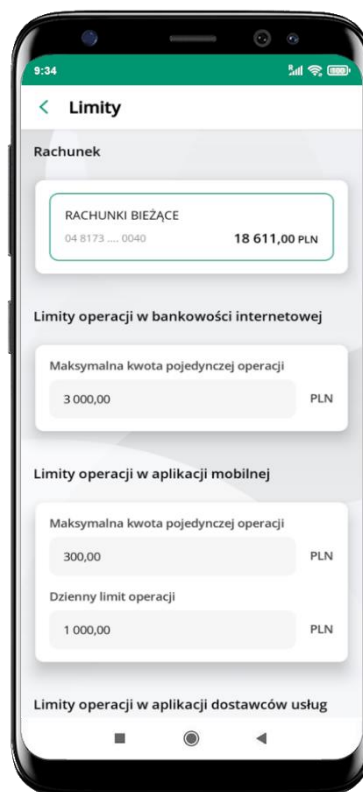 9:34
Limity
Rachunek
RACHUNKI BIEŻĄCE
04 8173 .... 0040 18 611,00 PLN
Limity operacji w bankowości internetowej
Maksymalna kwota pojedynczej operacji
3 000,00 PLN
Limity operacji w aplikacji mobilnej
Maksymalna kwota pojedynczej operacji
300,00 PLN
Dzienny limit operacji
1 000,00 PLN
Limity operacji w aplikacji dostawców usług